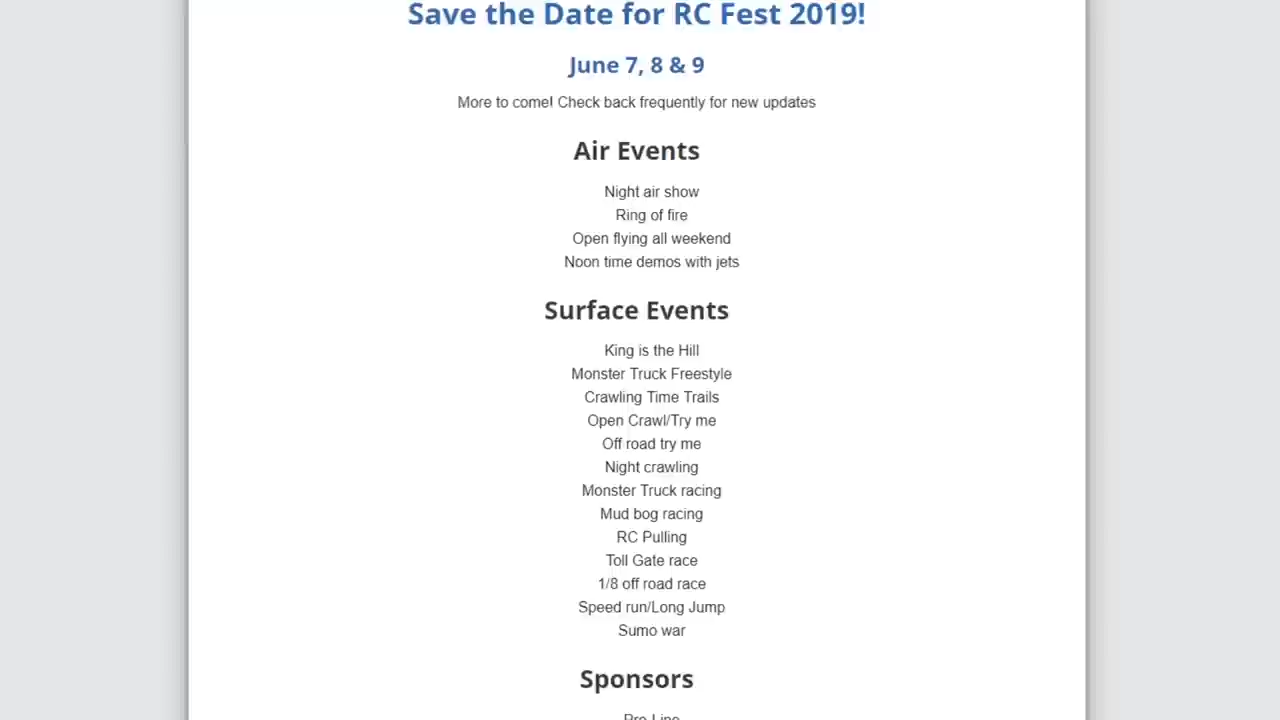 Save the Date for RC Fest 2019!
June 7, 8 & 9
More to come! Check back frequently for new updates
Air Events
Night air show
Ring of fire
Open flying all weekend
Noon time demos with jets
Surface Events
King is the Hill
Monster Truck Freestyle
Crawling Time Trails
Open Crawl/Try me
Off road try me
Night crawling
Monster Truck racing
Mud bog racing
RC Pulling
Toll Gate race
1/8 off road race
Speed run/Long Jump
Sumo war
Sponsors
Pro Line